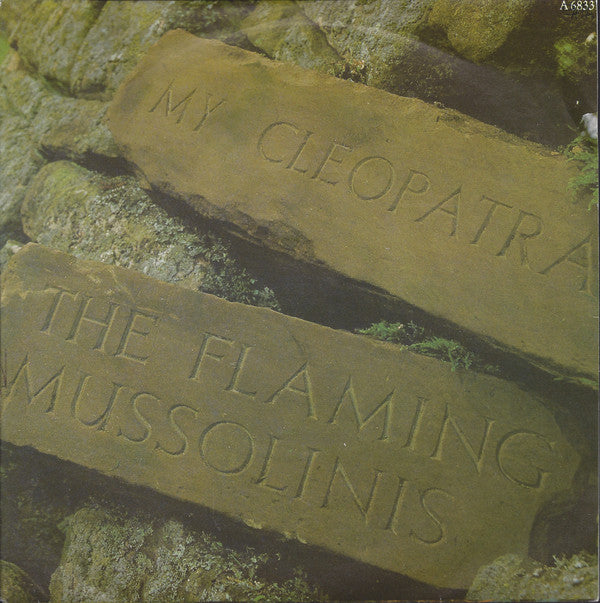 A 6833
MY CLEOPATRA
THE FLAMING
MUSSOLINIS